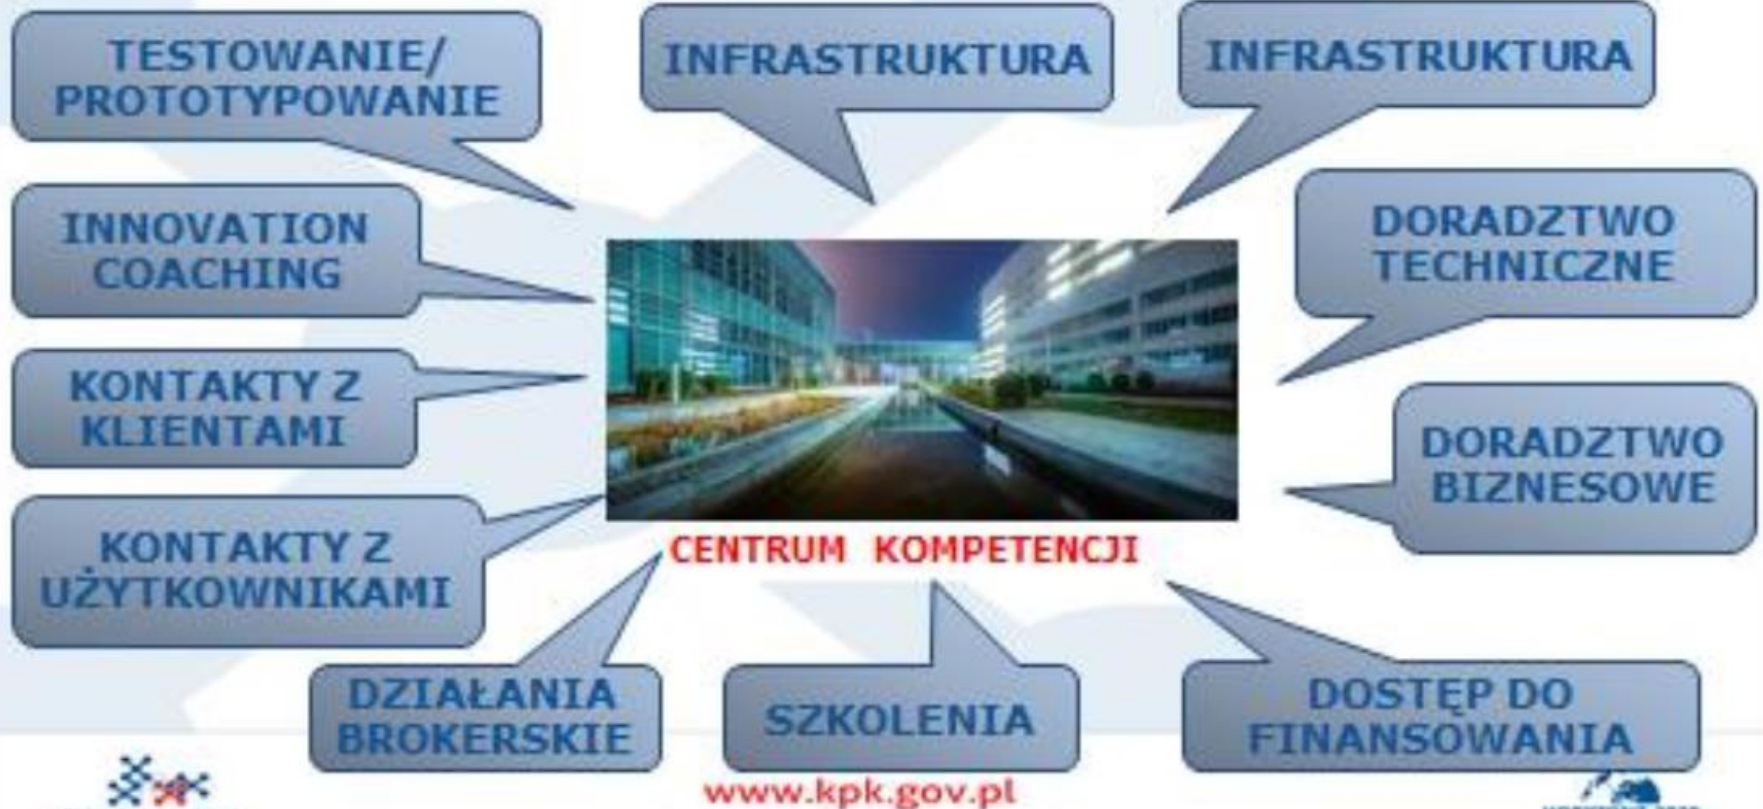 TESTOWANIE/
PROTOTYPOWANIE
INFRASTRUKTURA
INFRASTRUKTURA
INNOVATION
COACHING
DORADZTWO
TECHNICZNE
KONTAKTY Z
KLIENTAMI
DORADZTWO
BIZNESOWE
KONTAKTY Z
UŻYTKOWNIKAMI
CENTRUM KOMPETENCJI
DZIAŁANIA
BROKERSKIE
SZKOLENIA
DOSTĘP DO
FINANSOWANIA
www.kpk.gov.pl